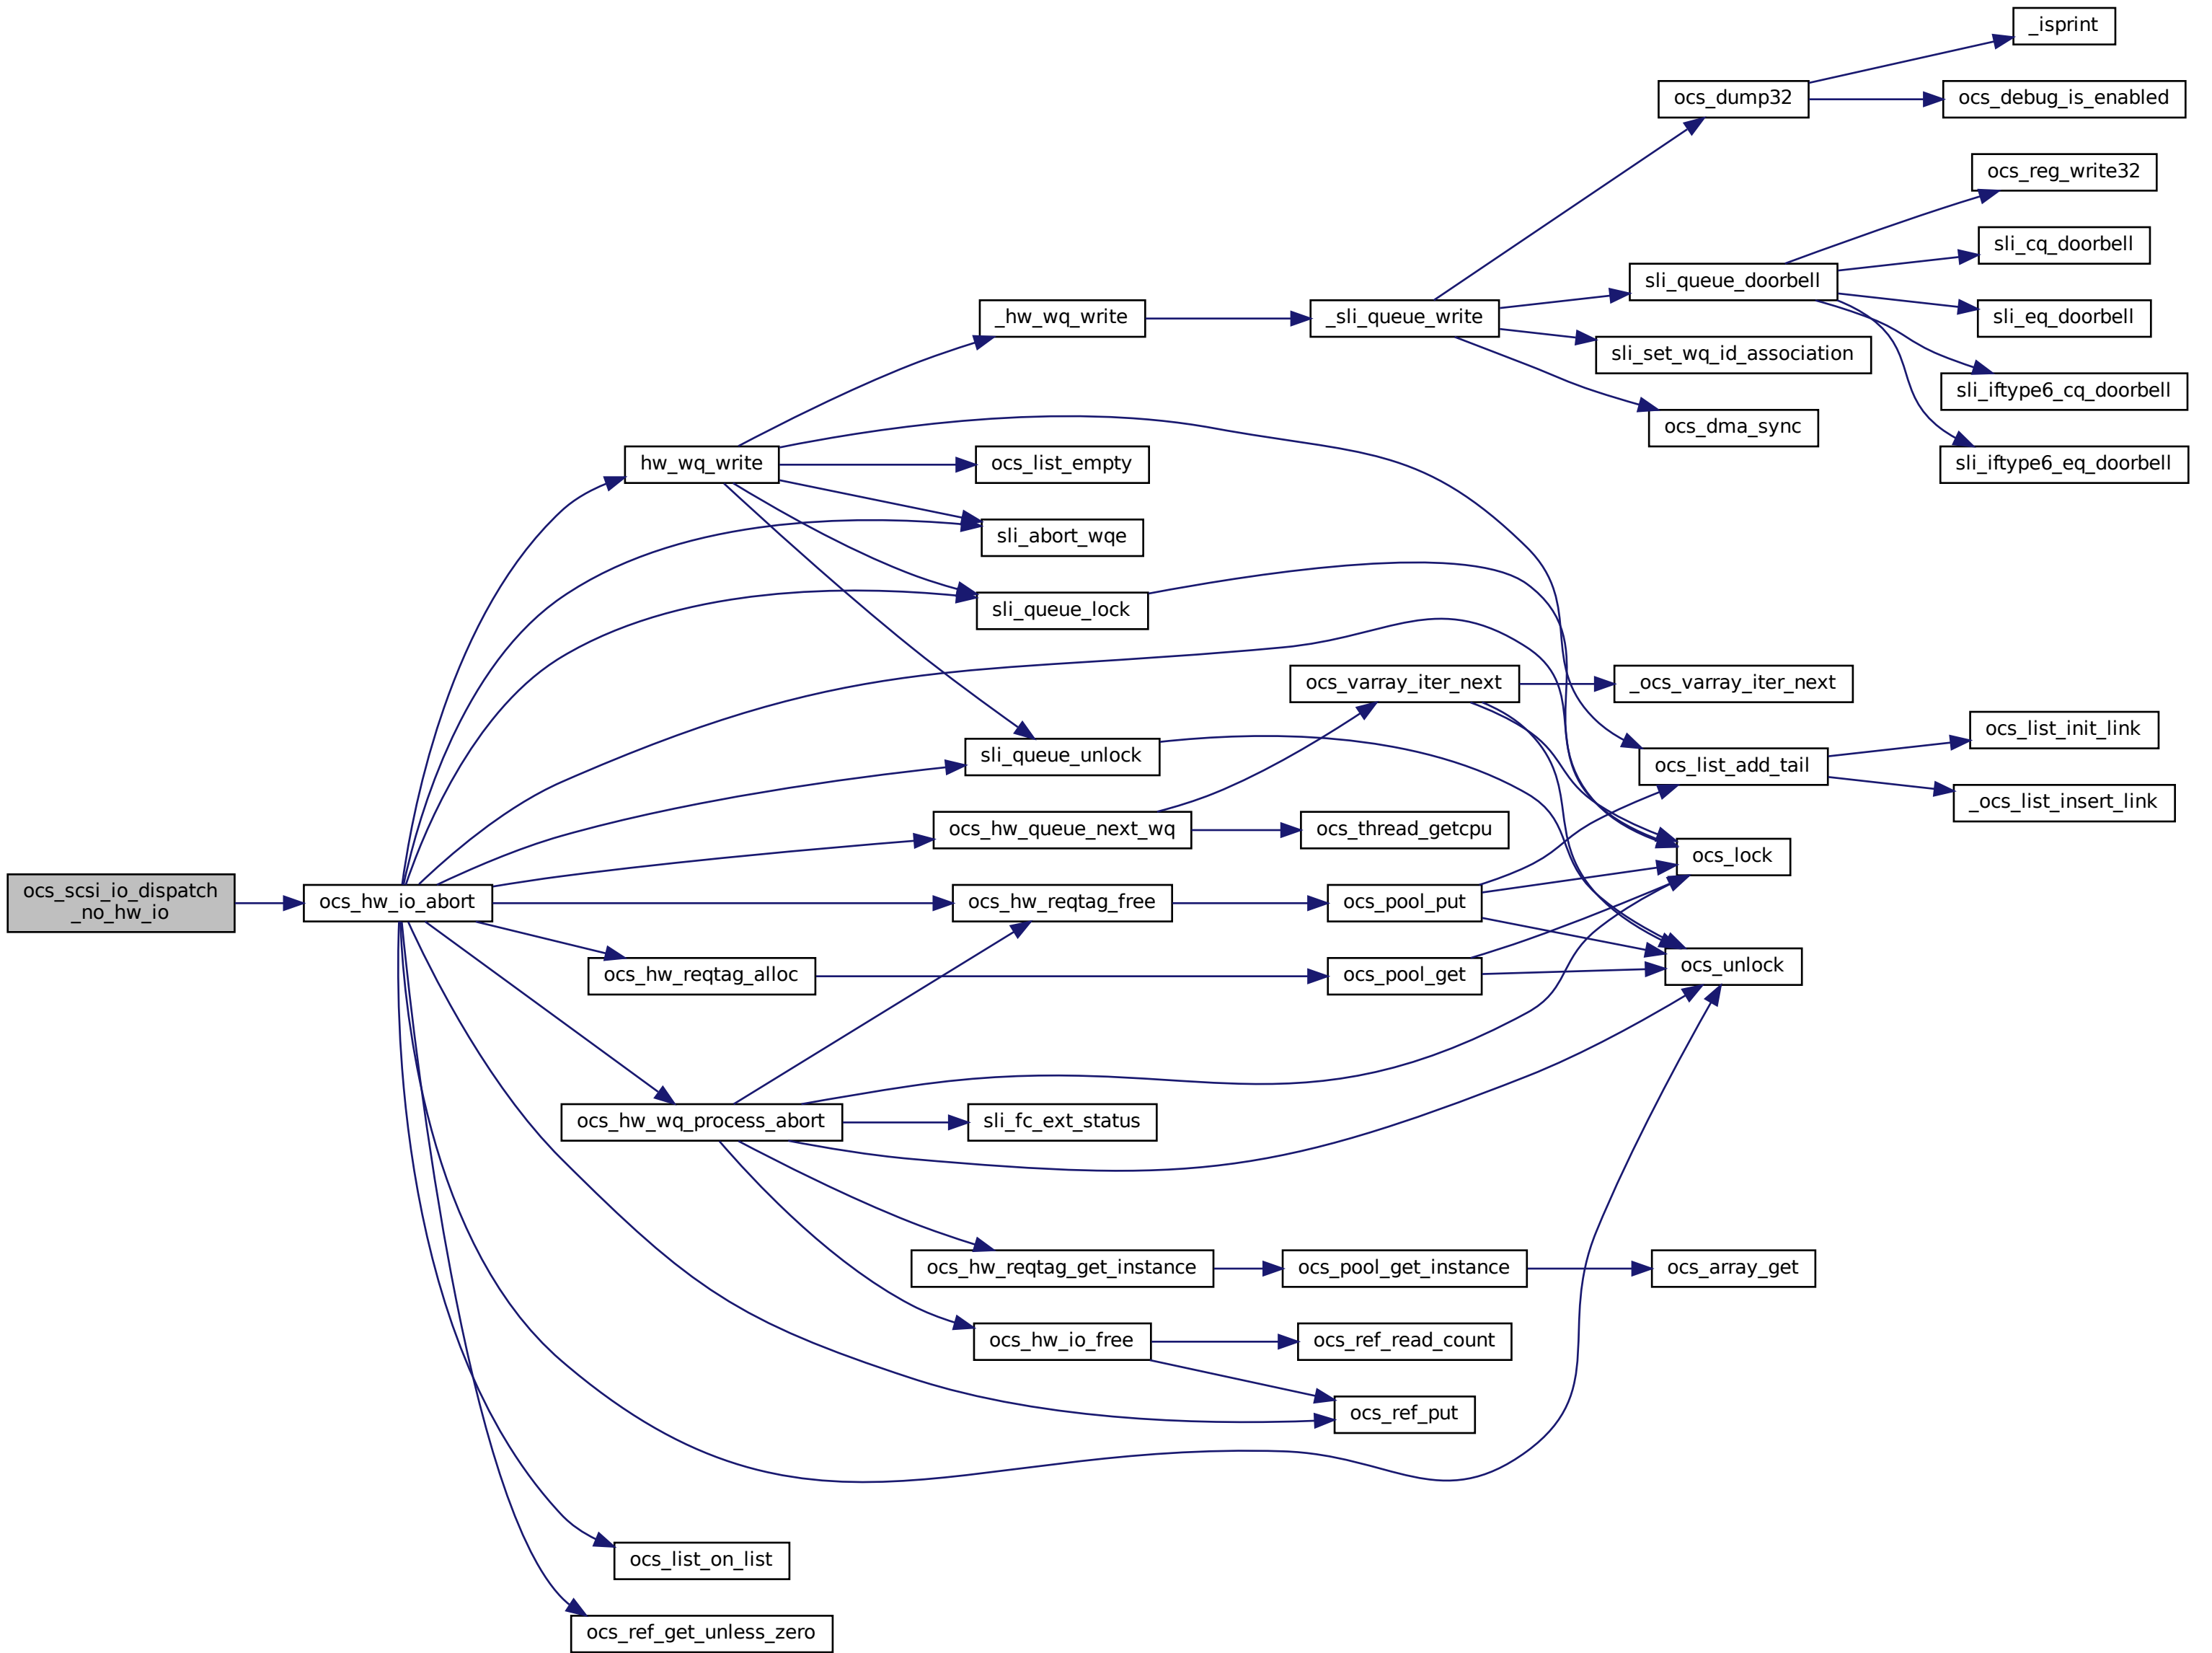 _isprint
ocs_dump32
ocs_debug_is_enabled
ocs_reg_write32
sli_cq_doorbell
sli_queue_doorbell
sli_eq_doorbell
_hw_wq_write
_sli_queue_write
sli_set_wq_id_association
sli_iftype6_cq_doorbell
ocs_dma_sync
hw_wq_write
ocs_list_empty
sli_iftype6_eq_doorbell
sli_abort_wqe
sli_queue_lock
ocs_varray_iter_next
_ocs_varray_iter_next
ocs_list_init_link
sli_queue_unlock
ocs_list_add_tail
_ocs_list_insert_link
ocs_hw_queue_next_wq
ocs_thread_getcpu
ocs_lock
ocs_scsi_io_dispatch
_no_hw_io
ocs_hw_io_abort
ocs_hw_reqtag_free
ocs_pool_put
ocs_hw_reqtag_alloc
ocs_pool_get
ocs_unlock
ocs_hw_wq_process_abort
sli_fc_ext_status
ocs_hw_reqtag_get_instance
ocs_pool_get_instance
ocs_array_get
ocs_hw_io_free
ocs_ref_read_count
ocs_ref_put
ocs_list_on_list
ocs_ref_get_unless_zero